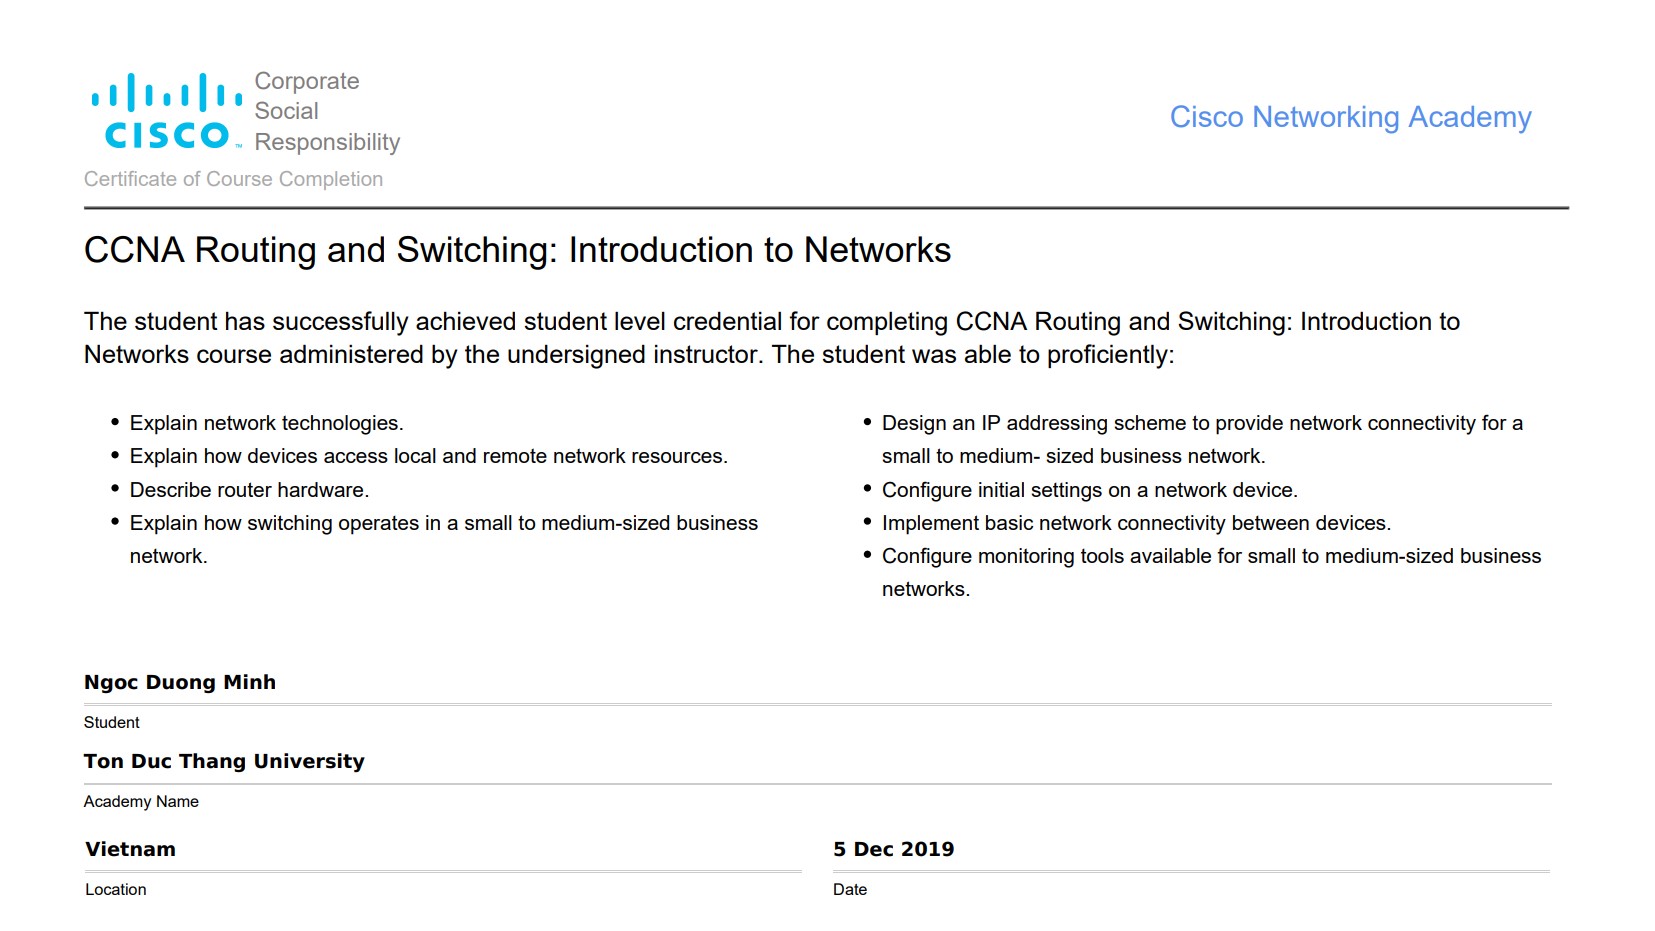 CISCO™
Corporate
Social
Responsibility
Cisco Networking Academy
Certificate of Course Completion
CCNA Routing and Switching: Introduction to Networks
The student has successfully achieved student level credential for completing CCNA Routing and Switching: Introduction to
Networks course administered by the undersigned instructor. The student was able to proficiently:
• Explain network technologies.
• Explain how devices access local and remote network resources.
• Describe router hardware.
• Explain how switching operates in a small to medium-sized business
network.
• Design an IP addressing scheme to provide network connectivity for a
small to medium- sized business network.
• Configure initial settings on a network device.
• Implement basic network connectivity between devices.
• Configure monitoring tools available for small to medium-sized business
networks.
Ngoc Duong Minh
Student
Ton Duc Thang University
Academy Name
Vietnam
Location
5 Dec 2019
Date